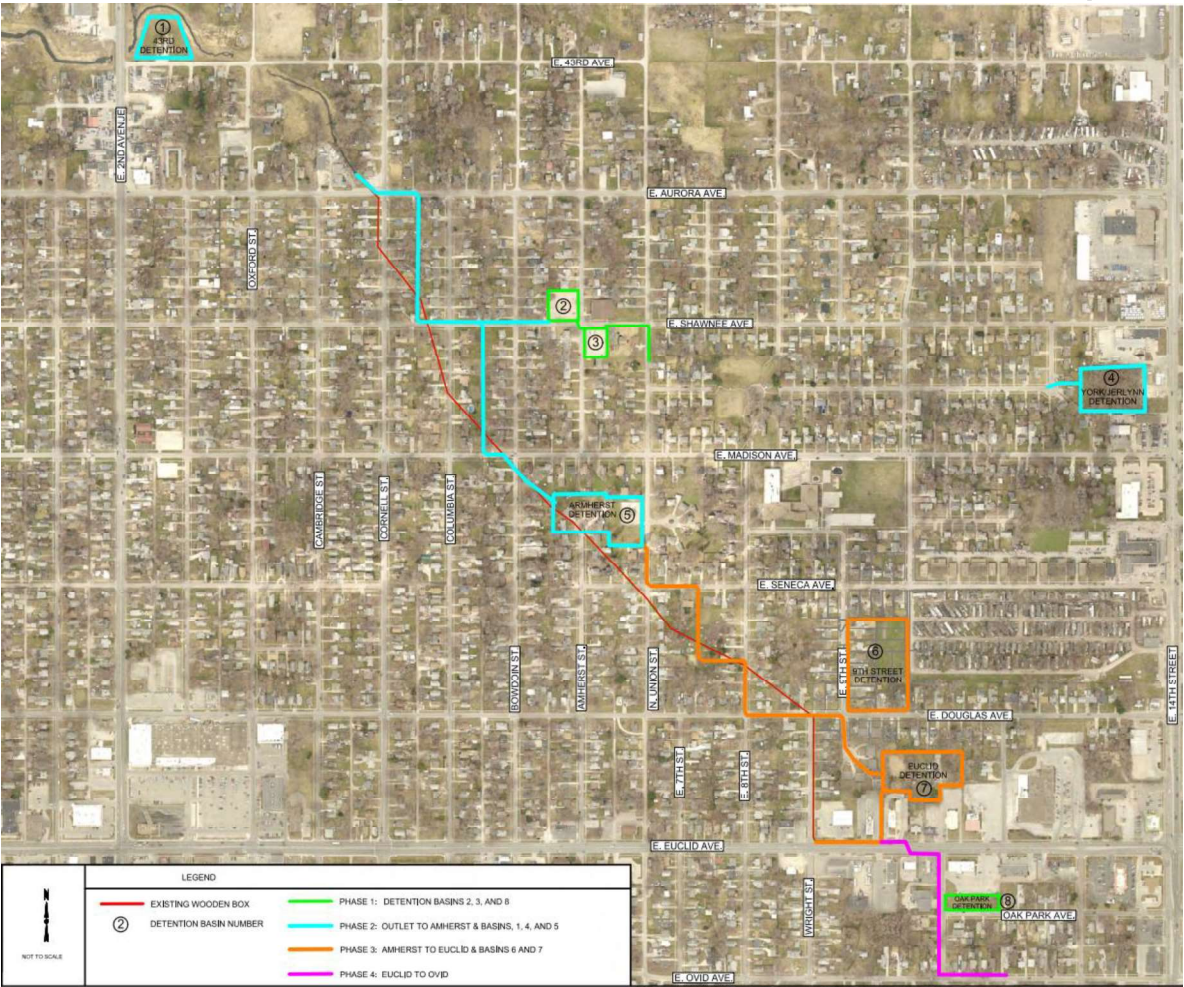 ①
43RD
DETENTION
E. 43RD AVE.
E. 2ND AVENUE
E. AURORA AVE.
OXFORD ST.
②
E. SHAWNEE AVE.
③
④
YORK/JERLYNN
DETENTION
E. MADISON AVE.
CAMBRIDGE ST.
CORNELL ST.
COLUMBIA ST.
ARMHERST
DETENTION ⑤
E. SENECA AVE.
BOWDOIN ST.
AMHERST ST.
N. UNION ST.
E. 9TH ST.
⑥
9TH STREET
DETENTION
E. 14TH STREET
E. DOUGLAS AVE.
E. 7TH ST.
E. 8TH ST.
EUCLID
DETENTION
⑦
E. EUCLID AVE.
WRIGHT ST.
OAK PARK
DETENTION
⑧
OAK PARK AVE.
E. OVID AVE.
LEGEND
N
NOT TO SCALE
EXISTING WOODEN BOX
② DETENTION BASIN NUMBER
PHASE 1: DETENTION BASINS 2, 3, AND 8
PHASE 2: OUTLET TO AMHERST & BASINS, 1, 4, AND 5
PHASE 3: AMHERST TO EUCLID & BASINS 6 AND 7
PHASE 4: EUCLID TO OVID